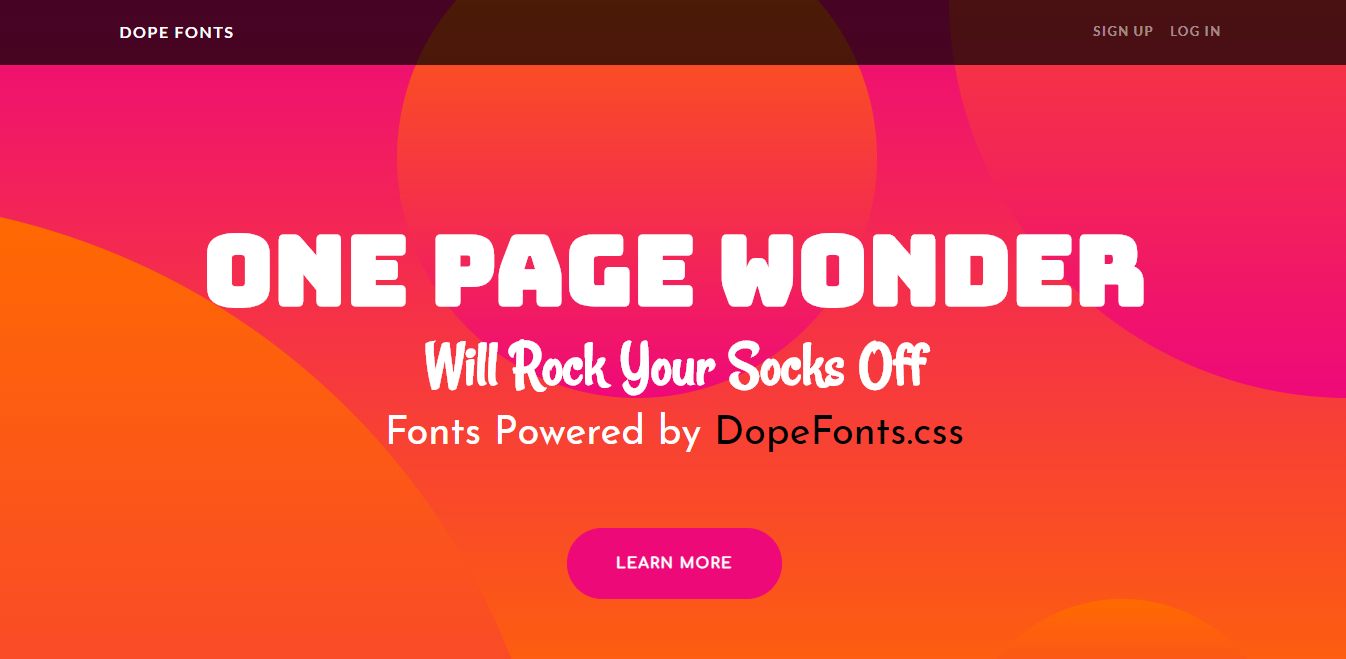 DOPE FONTS
SIGN UP LOG IN
ONE PAGE WONDER
Will Rock Your Socks Off
Fonts Powered by DopeFonts.css
LEARN MORE